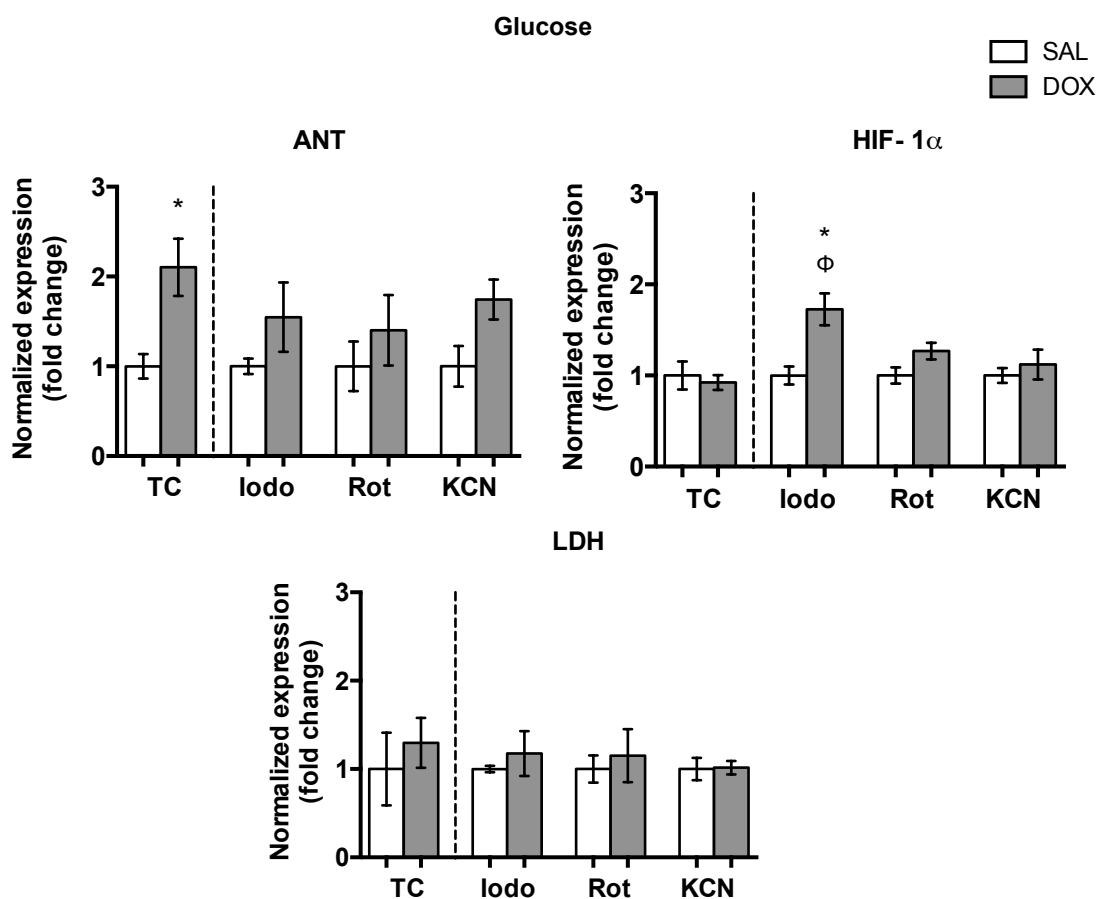 Glucose
SAL
DOX
ANT
Normalized expression
(fold change)
3
2
1
0
*
TC Iodo Rot KCN
HIF- 1α
Normalized expression
(fold change)
3
2
1
0
*
Φ
TC Iodo Rot KCN
LDH
Normalized expression
(fold change)
3
2
1
0
TC Iodo Rot KCN